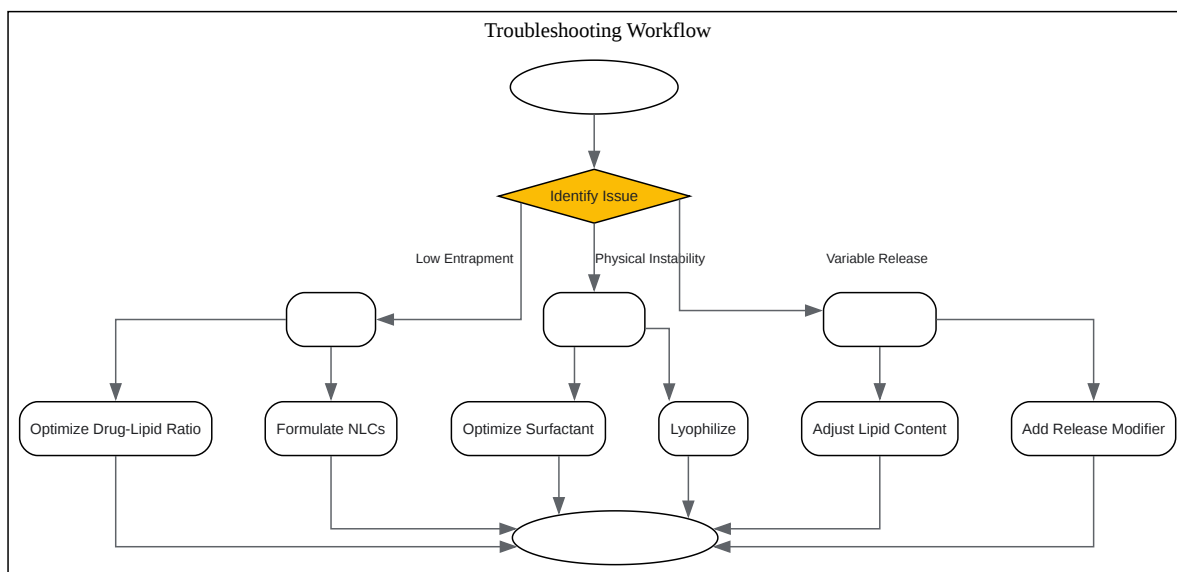 Troubleshooting Workflow
Identify Issue
Low Entrapment
Physical Instability
Variable Release
Optimize Drug-Lipid Ratio
Formulate NLCs
Optimize Surfactant
Lyophilize
Adjust Lipid Content
Add Release Modifier